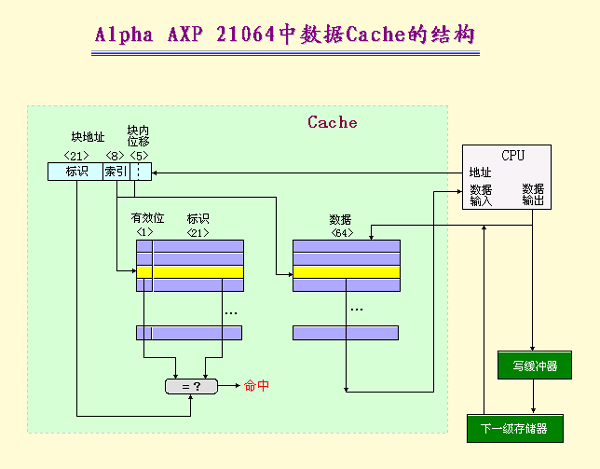 Alpha AXP 21064中数据Cache的结构
Cache
块地址
块内
位移
<21>
<8>
<5>
标识
索引
CPU
地址
数据
输入
数据
输出
有效位
<1>
标识
<21>
数据
<64>
...
...
= ?
命中
写缓冲器
下一级存储器